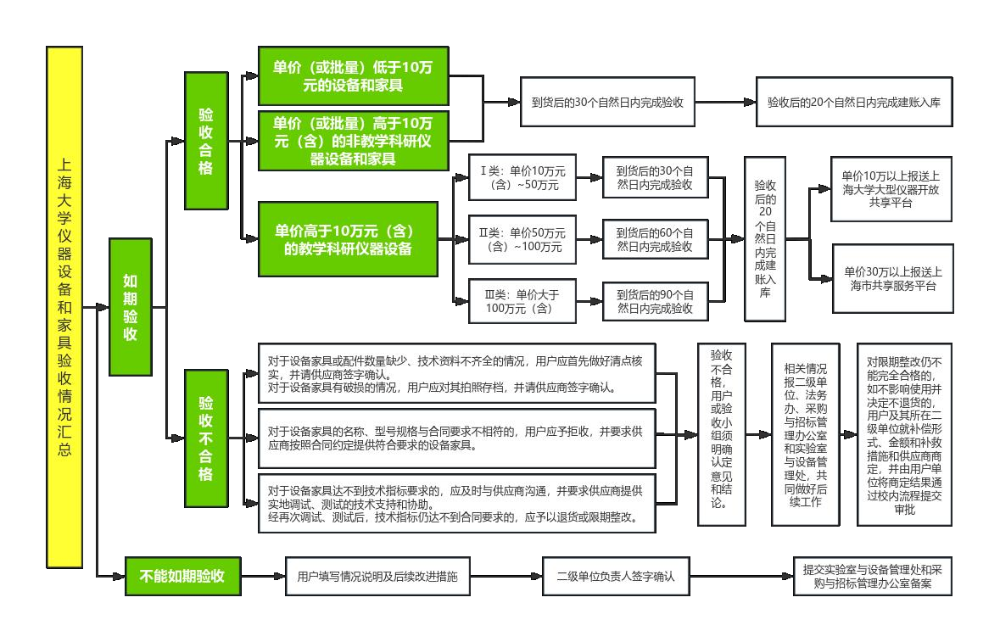 上海大学仪器设备和家具验收情况汇总
如期验收
验收合格
单价（或批量）低于10万
元的设备和家具
单价（或批量）高于10万
元（含）的非教学科研仪
器设备和家具
到货后的30个自然日内完成验收
验收后的20个自然日内完成建账入库
单价高于10万元（含）
的教学科研仪器设备
Ⅰ类：单价10万元
（含）~50万元
到货后的30个自
然日内完成验收
Ⅱ类：单价50万元
（含）~100万元
到货后的60个自
然日内完成验收
Ⅲ类：单价大于
100万元（含）
到货后的90个自
然日内完成验收
验收
后的
20
个自
然日
内完
成建
账入
库
单价10万以上报送上
海大学大型仪器开放
共享平台
单价30万以上报送上
海市共享服务平台
验收不合格
对于设备家具或配件数量缺少、技术资料不齐全的情况，用户应首先做好清点核
实，并请供应商签字确认。
对于设备家具有破损的情况，用户应对其拍照存档，并请供应商签字确认。
对于设备家具的名称、型号规格与合同要求不相符的，用户应予拒收，并要求供
应商按照合同约定提供符合要求的设备家具。
对于设备家具达不到技术指标要求的，应及时与供应商沟通，并要求供应商提供
实地调试、测试的技术支持和协助。
经再次调试、测试后，技术指标仍达不到合同要求的，应予以退货或限期整改。
验收
不合
格，
用户
或验
收小
组须
明确
认定
意见
和结
论。
相关情况
报二级单
位、法务
办、采购
与招标管
理办公室
和实验室
与设备管
理处，共
同做好后
续工作
对限期整改仍不
能完全合格的，
如不影响使用并
决定不退货的，
用户及其所在二
级单位就补偿形
式、金额和补救
措施和供应商商
定，并由用户单
位将商定结果通
过校内流程提交
审批
不能如期验收
用户填写情况说明及后续改进措施
二级单位负责人签字确认
提交实验室与设备管理处和采
购与招标管理办公室备案